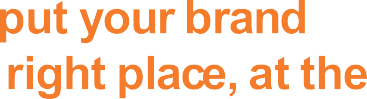 put your brand
right place, at the